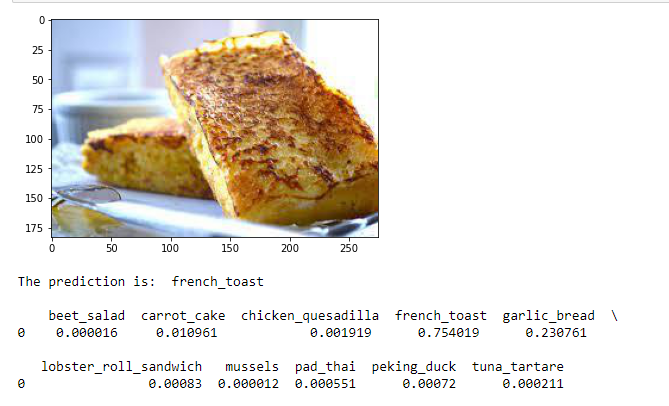 0
25
50
75
100
125
150
175
0 50 100 150 200 250
The prediction is:  french_toast
beet_salad carrot_cake chicken_quesadilla french_toast garlic_bread \
0 0.000016 0.010961 0.001919 0.754019 0.230761
lobster_roll_sandwich mussels pad_thai peking_duck tuna_tartare
0 0.00083 0.000012 0.000551 0.00072 0.000211